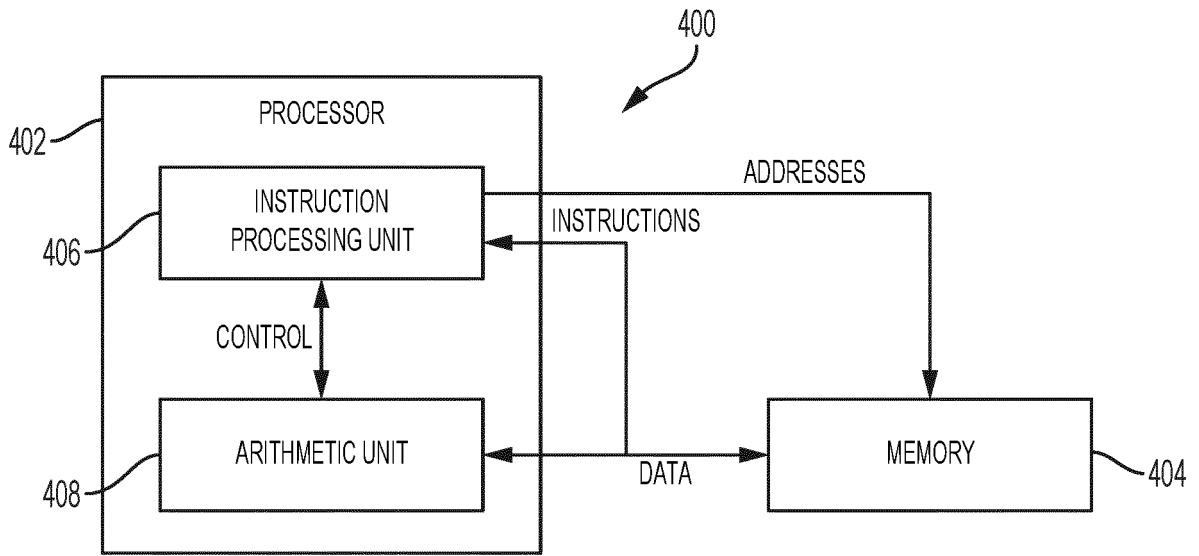 400
PROCESSOR
402
ADDRESSES
INSTRUCTION
PROCESSING UNIT
INSTRUCTIONS
406
CONTROL
ARITHMETIC UNIT
MEMORY
DATA
408
404